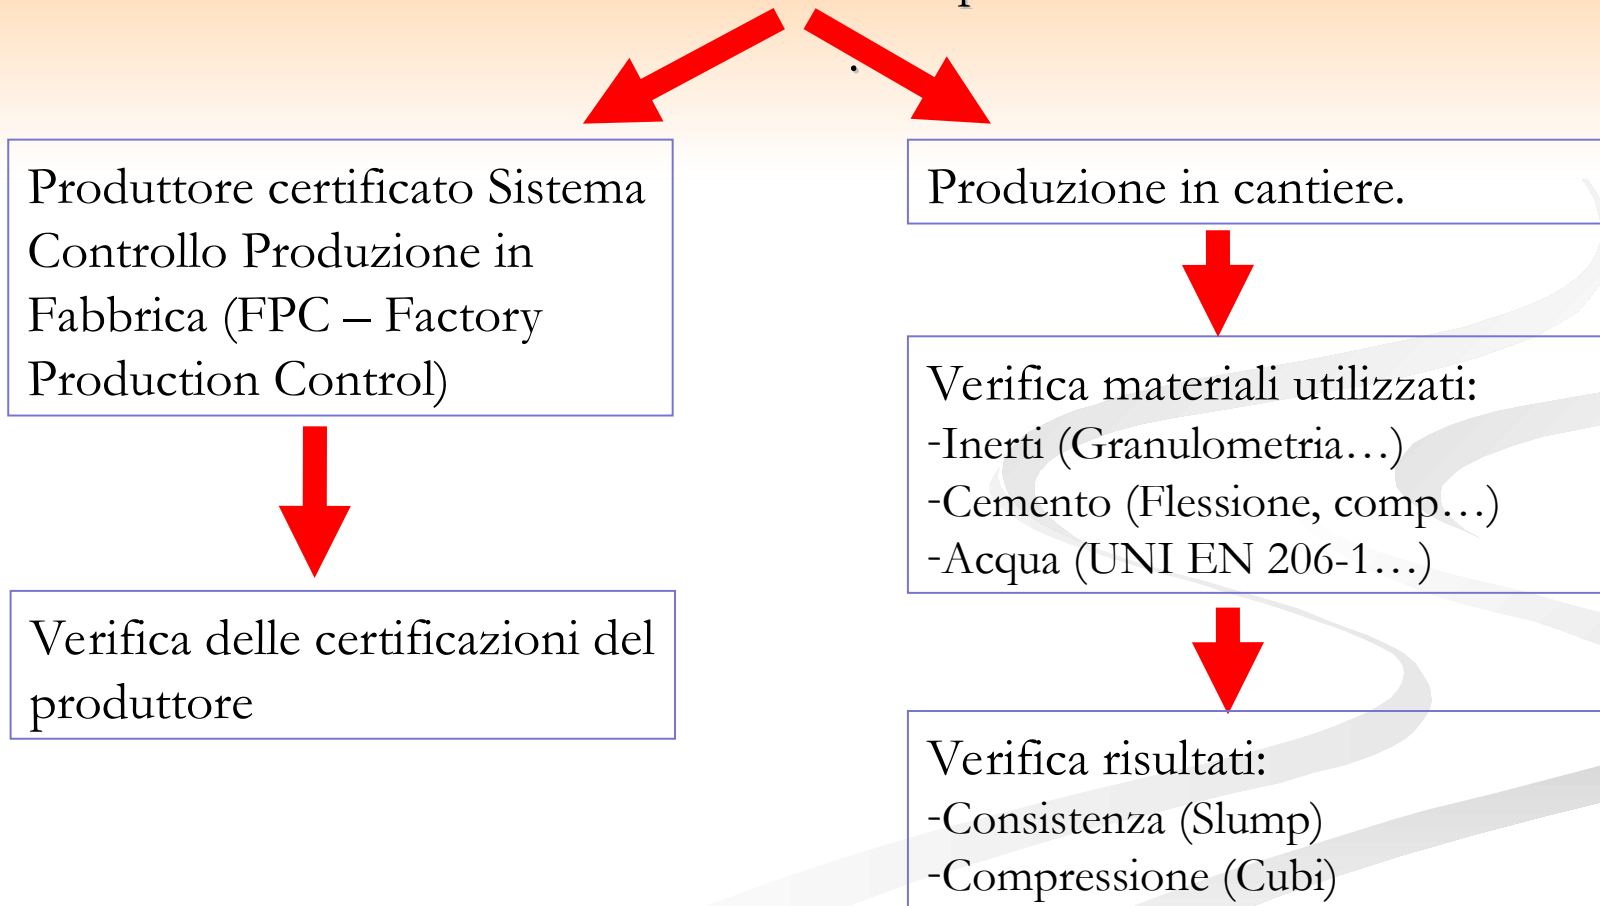 Produttore certificato Sistema
Controllo Produzione in
Fabbrica (FPC – Factory
Production Control)
Verifica delle certificazioni del
produttore
Produzione in cantiere.
Verifica materiali utilizzati:
-Inerti (Granulometria…)
-Cemento (Flessione, comp…)
-Acqua (UNI EN 206-1…)
Verifica risultati:
-Consistenza (Slump)
-Compressione (Cubi)